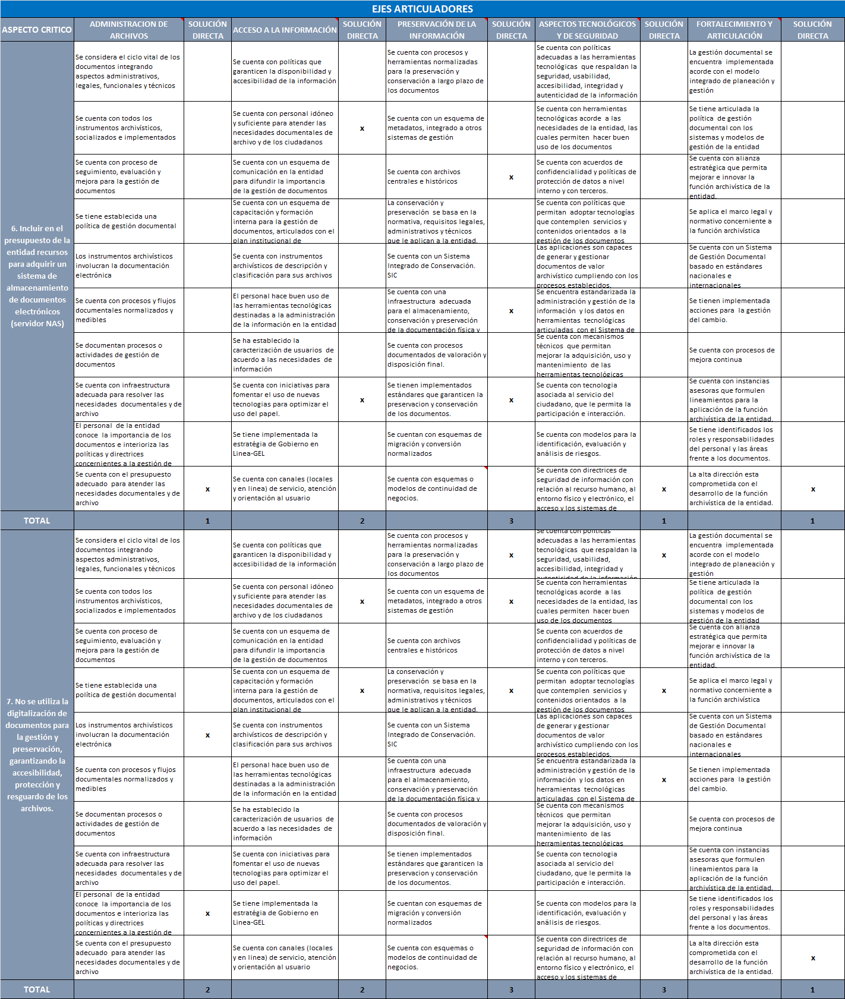 EJES ARTICULADORES
ASPECTO CRITICO
ADMINISTRACION DE
ARCHIVOS
SOLUCIÓN
DIRECTA
ACCESO A LA INFORMACIÓN
SOLUCIÓN
DIRECTA
PRESERVACIÓN DE LA
INFORMACIÓN
SOLUCIÓN
DIRECTA
ASPECTOS TECNOLÓGICOS
Y DE SEGURIDAD
SOLUCIÓN
DIRECTA
FORTALECIMIENTO Y
ARTICULACIÓN
SOLUCIÓN
DIRECTA
6. Incluir en el
presupuesto de la
entidad recursos
para adquirir un
sistema de
almacenamiento
de documentos
electrónicos
(servidor NAS)
Se considera el ciclo vital de los
documentos integrando
aspectos administrativos,
legales, funcionales y técnicos
Se cuenta con políticas que
garanticen la disponibilidad y
accesibilidad de la información
Se cuenta con procesos y
herramientas normalizadas
para la preservación y
conservación a largo plazo de
los documentos
Se cuenta con políticas
adecuadas a las herramientas
tecnológicas que respaldan la
seguridad, usabilidad,
accesibilidad, integridad y
autenticidad de la información
La gestión documental se
encuentra implementada
acorde con el modelo
integrado de planeación y
gestión
Se cuenta con todos los
instrumentos archivísticos,
socializados e implementados
Se cuenta con personal idóneo
y suficiente para atender las
necesidades documentales de
archivo y de los ciudadanos
x
Se cuenta con un esquema de
metadatos, integrado a otros
sistemas de gestión
Se cuenta con herramientas
tecnológicas acorde a las
necesidades de la entidad, las
cuales permiten hacer buen
uso de los documentos
Se tiene articulada la
política de gestión
documental con los
sistemas y modelos de
gestión de la entidad
Se cuenta con proceso de
seguimiento, evaluación y
mejora para la gestión de
documentos
Se cuenta con un esquema de
comunicación en la entidad
para difundir la importancia
de la gestión de documentos
Se cuenta con archivos
centrales e históricos
x
Se cuenta con acuerdos de
confidencialidad y políticas de
protección de datos a nivel
interno y con terceros.
Se cuenta con alianza
estratégica que permita
mejorar e innovar la
función archivística de la
entidad.
Se tiene establecida una
política de gestión documental
Se cuenta con un esquema de
capacitación y formación
interna para la gestión de
documentos, articulados con el
plan institucional de
La conservación y
preservación se basa en la
normativa, requisitos legales,
administrativos y técnicos
que le aplican a la entidad.
Se cuenta con políticas que
permitan adoptar tecnologías
que contemplen servicios y
contenidos orientados a la
gestión de los documentos
Se aplica el marco legal y
normativo concerniente a
la función archivística
Los instrumentos archivísticos
involucran la documentación
electrónica
Se cuenta con instrumentos
archivísticos de descripción y
clasificación para sus archivos
Se cuenta con un Sistema
Integrado de Conservación.
SIC
Las aplicaciones son capaces
de generar y gestionar
documentos de valor
archivístico cumpliendo con los
procesos establecidos.
Se cuenta con un Sistema
de Gestión Documental
basado en estándares
nacionales e
internacionales
Se cuenta con procesos y flujos
documentales normalizados y
medibles
El personal hace buen uso de
las herramientas tecnológicas
destinadas a la administración
de la información en la entidad
Se cuenta con una
infraestructura adecuada
para el almacenamiento,
conservación y preservación
de la documentación física y
x
Se encuentra estandarizada la
administración y gestión de la
información y los datos en
herramientas tecnológicas
articuladas con el Sistema de
Se tienen implementada
acciones para la gestión
del cambio.
Se documentan procesos o
actividades de gestión de
documentos
Se ha establecido la
caracterización de usuarios de
acuerdo a las necesidades de
información
Se cuenta con procesos
documentados de valoración y
disposición final.
Se cuenta con mecanismos
técnicos que permitan
mejorar la adquisición, uso y
mantenimiento de las
herramientas tecnológicas
Se cuenta con procesos de
mejora continua
Se cuenta con infraestructura
adecuada para resolver las
necesidades documentales y de
archivo
Se cuenta con iniciativas para
fomentar el uso de nuevas
tecnologias para optimizar el
uso del papel.
x
Se tienen implementados
estándares que garanticen la
preservacion y conservación
de los documentos.
x
Se cuenta con tecnologia
asociada al servicio del
ciudadano, que le permita la
participación e interacción.
Se cuenta con instancias
asesoras que formulen
lineamientos para la
aplicación de la función
archivística de la entidad.
El personal de la entidad
conoce la importancia de los
documentos e interioriza las
políticas y directrices
concernientes a la gestión de
Se tiene implementada la
estratégia de Gobierno en
Linea-GEL
Se cuentan con esquemas de
migración y conversión
normalizados
Se cuenta con modelos para la
identificación, evaluación y
análisis de riesgos.
Se tiene identificados los
roles y responsabilidades
del personal y las áreas
frente a los documentos.
Se cuenta con el presupuesto
adecuado para atender las
necesidades documentales y de
archivo
x
Se cuenta con canales (locales
y en linea) de servicio, atención
y orientación al usuario
Se cuenta con esquemas o
modelos de continuidad de
negocios.
Se cuenta con directrices de
seguridad de información con
relación al recurso humano, al
entorno físico y electrónico, el
acceso y los sistemas de
x
La alta dirección esta
comprometida con el
desarrollo de la función
archivística de la entidad.
x
TOTAL
1
2
3
1
1
7. No se utiliza la
digitalización de
documentos para
la gestión y
preservación,
garantizando la
accesibilidad,
protección y
resguardo de los
archivos.
Se considera el ciclo vital de los
documentos integrando
aspectos administrativos,
legales, funcionales y técnicos
Se cuenta con políticas que
garanticen la disponibilidad y
accesibilidad de la información
Se cuenta con procesos y
herramientas normalizadas
para la preservación y
conservación a largo plazo de
los documentos
x
Se cuenta con políticas
adecuadas a las herramientas
tecnológicas que respaldan la
seguridad, usabilidad,
accesibilidad, integridad y
autenticidad de la información
x
La gestión documental se
encuentra implementada
acorde con el modelo
integrado de planeación y
gestión
Se cuenta con todos los
instrumentos archivísticos,
socializados e implementados
Se cuenta con personal idóneo
y suficiente para atender las
necesidades documentales de
archivo y de los ciudadanos
x
Se cuenta con un esquema de
metadatos, integrado a otros
sistemas de gestión
x
Se cuenta con herramientas
tecnológicas acorde a las
necesidades de la entidad, las
cuales permiten hacer buen
uso de los documentos
Se tiene articulada la
política de gestión
documental con los
sistemas y modelos de
gestión de la entidad
Se cuenta con proceso de
seguimiento, evaluación y
mejora para la gestión de
documentos
Se cuenta con un esquema de
comunicación en la entidad
para difundir la importancia
de la gestión de documentos
Se cuenta con archivos
centrales e históricos
Se cuenta con acuerdos de
confidencialidad y políticas de
protección de datos a nivel
interno y con terceros.
Se cuenta con alianza
estratégica que permita
mejorar e innovar la
función archivística de la
entidad.
Se tiene establecida una
política de gestión documental
Se cuenta con un esquema de
capacitación y formación
interna para la gestión de
documentos, articulados con el
plan institucional de
x
La conservación y
preservación se basa en la
normativa, requisitos legales,
administrativos y técnicos
que le aplican a la entidad.
x
Se cuenta con políticas que
permitan adoptar tecnologías
que contemplen servicios y
contenidos orientados a la
gestión de los documentos
x
Se aplica el marco legal y
normativo concerniente a
la función archivística
Los instrumentos archivísticos
involucran la documentación
electrónica
x
Se cuenta con instrumentos
archivísticos de descripción y
clasificación para sus archivos
Se cuenta con un Sistema
Integrado de Conservación.
SIC
Las aplicaciones son capaces
de generar y gestionar
documentos de valor
archivístico cumpliendo con los
procesos establecidos.
Se cuenta con un Sistema
de Gestión Documental
basado en estándares
nacionales e
internacionales
Se cuenta con procesos y flujos
documentales normalizados y
medibles
El personal hace buen uso de
las herramientas tecnológicas
destinadas a la administración
de la información en la entidad
Se cuenta con una
infraestructura adecuada
para el almacenamiento,
conservación y preservación
de la documentación física y
Se encuentra estandarizada la
administración y gestión de la
información y los datos en
herramientas tecnológicas
articuladas con el Sistema de
x
Se tienen implementada
acciones para la gestión
del cambio.
Se documentan procesos o
actividades de gestión de
documentos
Se ha establecido la
caracterización de usuarios de
acuerdo a las necesidades de
información
Se cuenta con procesos
documentados de valoración y
disposición final.
Se cuenta con mecanismos
técnicos que permitan
mejorar la adquisición, uso y
mantenimiento de las
herramientas tecnológicas
Se cuenta con procesos de
mejora continua
Se cuenta con infraestructura
adecuada para resolver las
necesidades documentales y de
archivo
Se cuenta con iniciativas para
fomentar el uso de nuevas
tecnologias para optimizar el
uso del papel.
Se tienen implementados
estándares que garanticen la
preservacion y conservación
de los documentos.
Se cuenta con tecnologia
asociada al servicio del
ciudadano, que le permita la
participación e interacción.
Se cuenta con instancias
asesoras que formulen
lineamientos para la
aplicación de la función
archivística de la entidad.
El personal de la entidad
conoce la importancia de los
documentos e interioriza las
políticas y directrices
concernientes a la gestión de
x
Se tiene implementada la
estratégia de Gobierno en
Linea-GEL
Se cuentan con esquemas de
migración y conversión
normalizados
Se cuenta con modelos para la
identificación, evaluación y
análisis de riesgos.
Se tiene identificados los
roles y responsabilidades
del personal y las áreas
frente a los documentos.
Se cuenta con el presupuesto
adecuado para atender las
necesidades documentales y de
archivo
Se cuenta con canales (locales
y en linea) de servicio, atención
y orientación al usuario
Se cuenta con esquemas o
modelos de continuidad de
negocios.
Se cuenta con directrices de
seguridad de información con
relación al recurso humano, al
entorno físico y electrónico, el
acceso y los sistemas de
La alta dirección esta
comprometida con el
desarrollo de la función
archivística de la entidad.
x
TOTAL
2
2
3
3
1